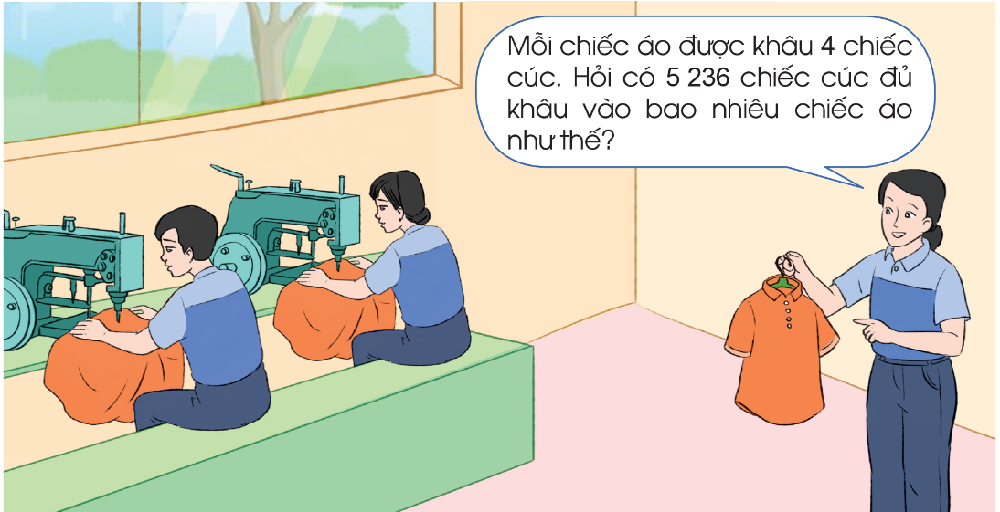 Mỗi chiếc áo được khâu 4 chiếc
cúc. Hỏi có 5 236 chiếc cúc đủ
khâu vào bao nhiêu chiếc áo
như thế?